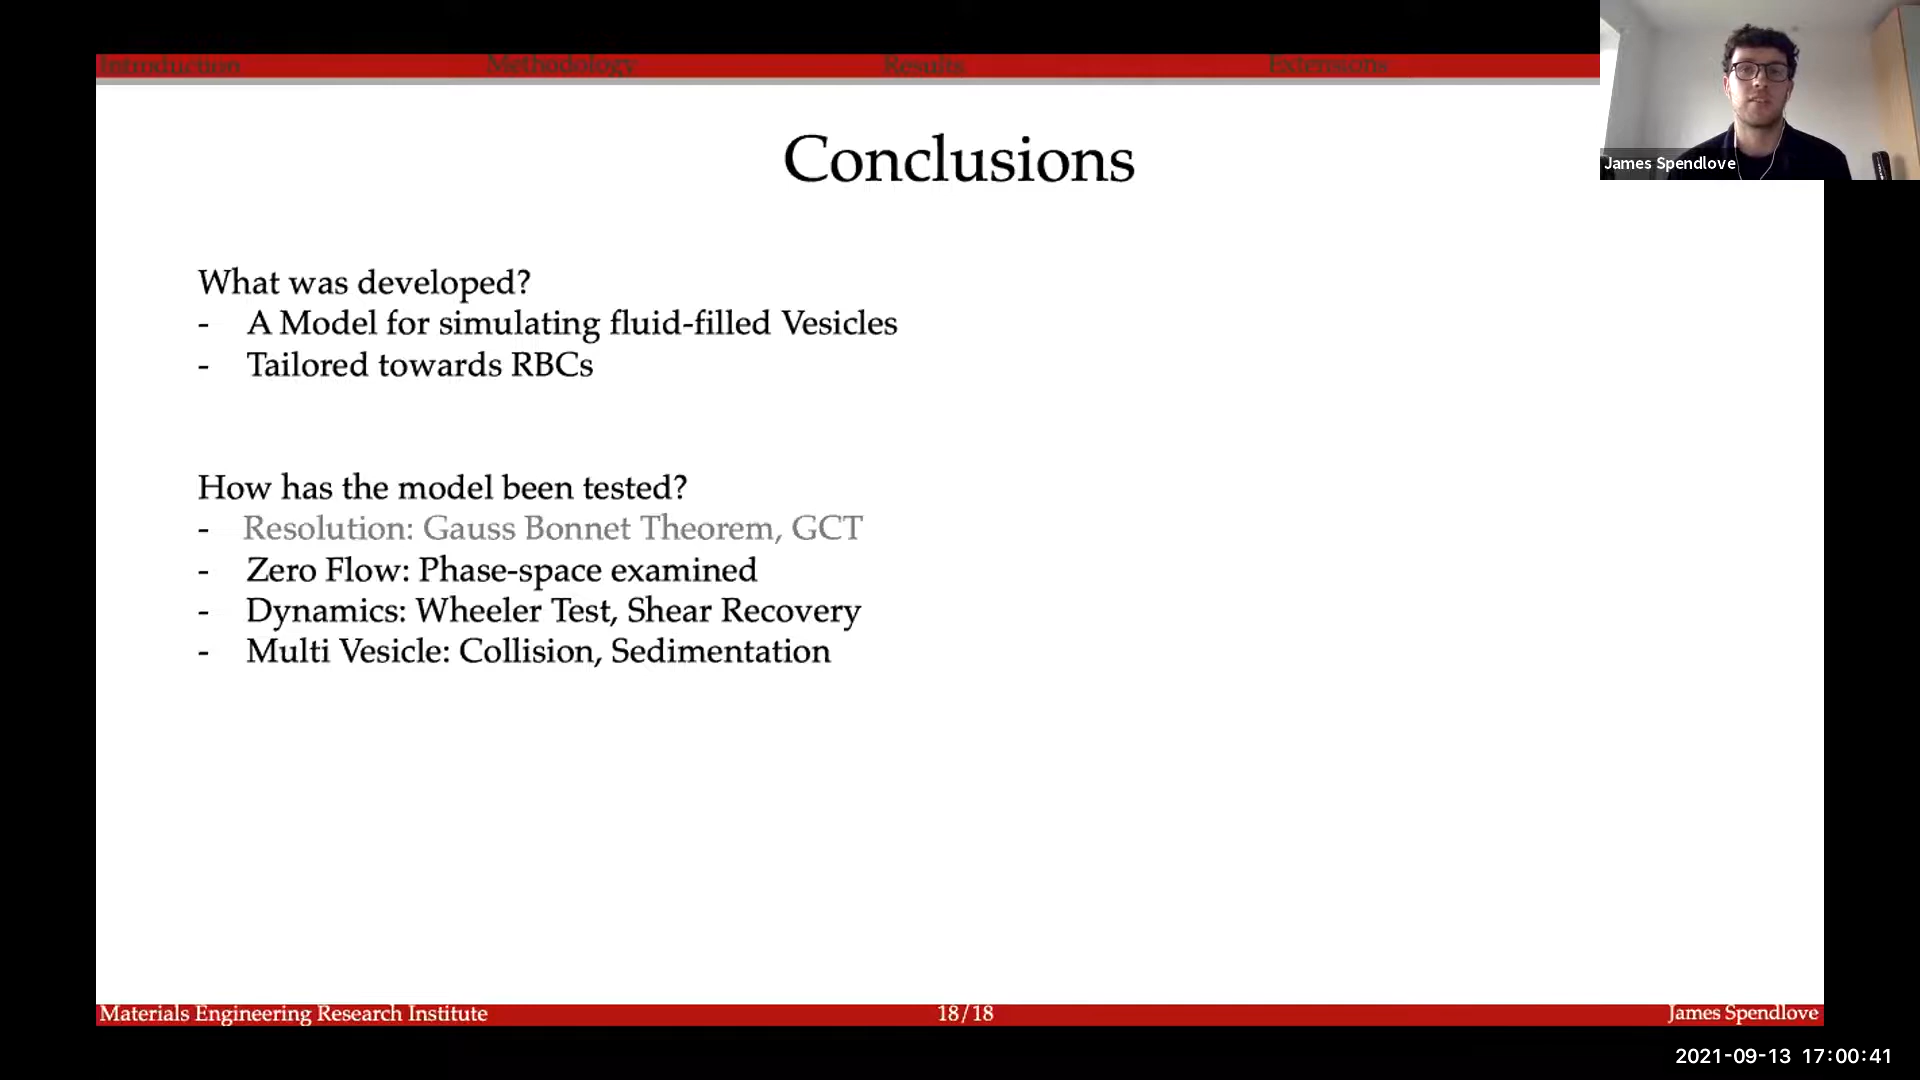 Introduction Methodology Results Extensions
James Spendlove
Conclusions
What was developed?
- A Model for simulating fluid-filled Vesicles
- Tailored towards RBCs
How has the model been tested?
- Resolution: Gauss Bonnet Theorem, GCT
- Zero Flow: Phase-space examined
- Dynamics: Wheeler Test, Shear Recovery
- Multi Vesicle: Collision, Sedimentation
Materials Engineering Research Institute 18/18 James Spendlove
2021-09-13 17:00:41